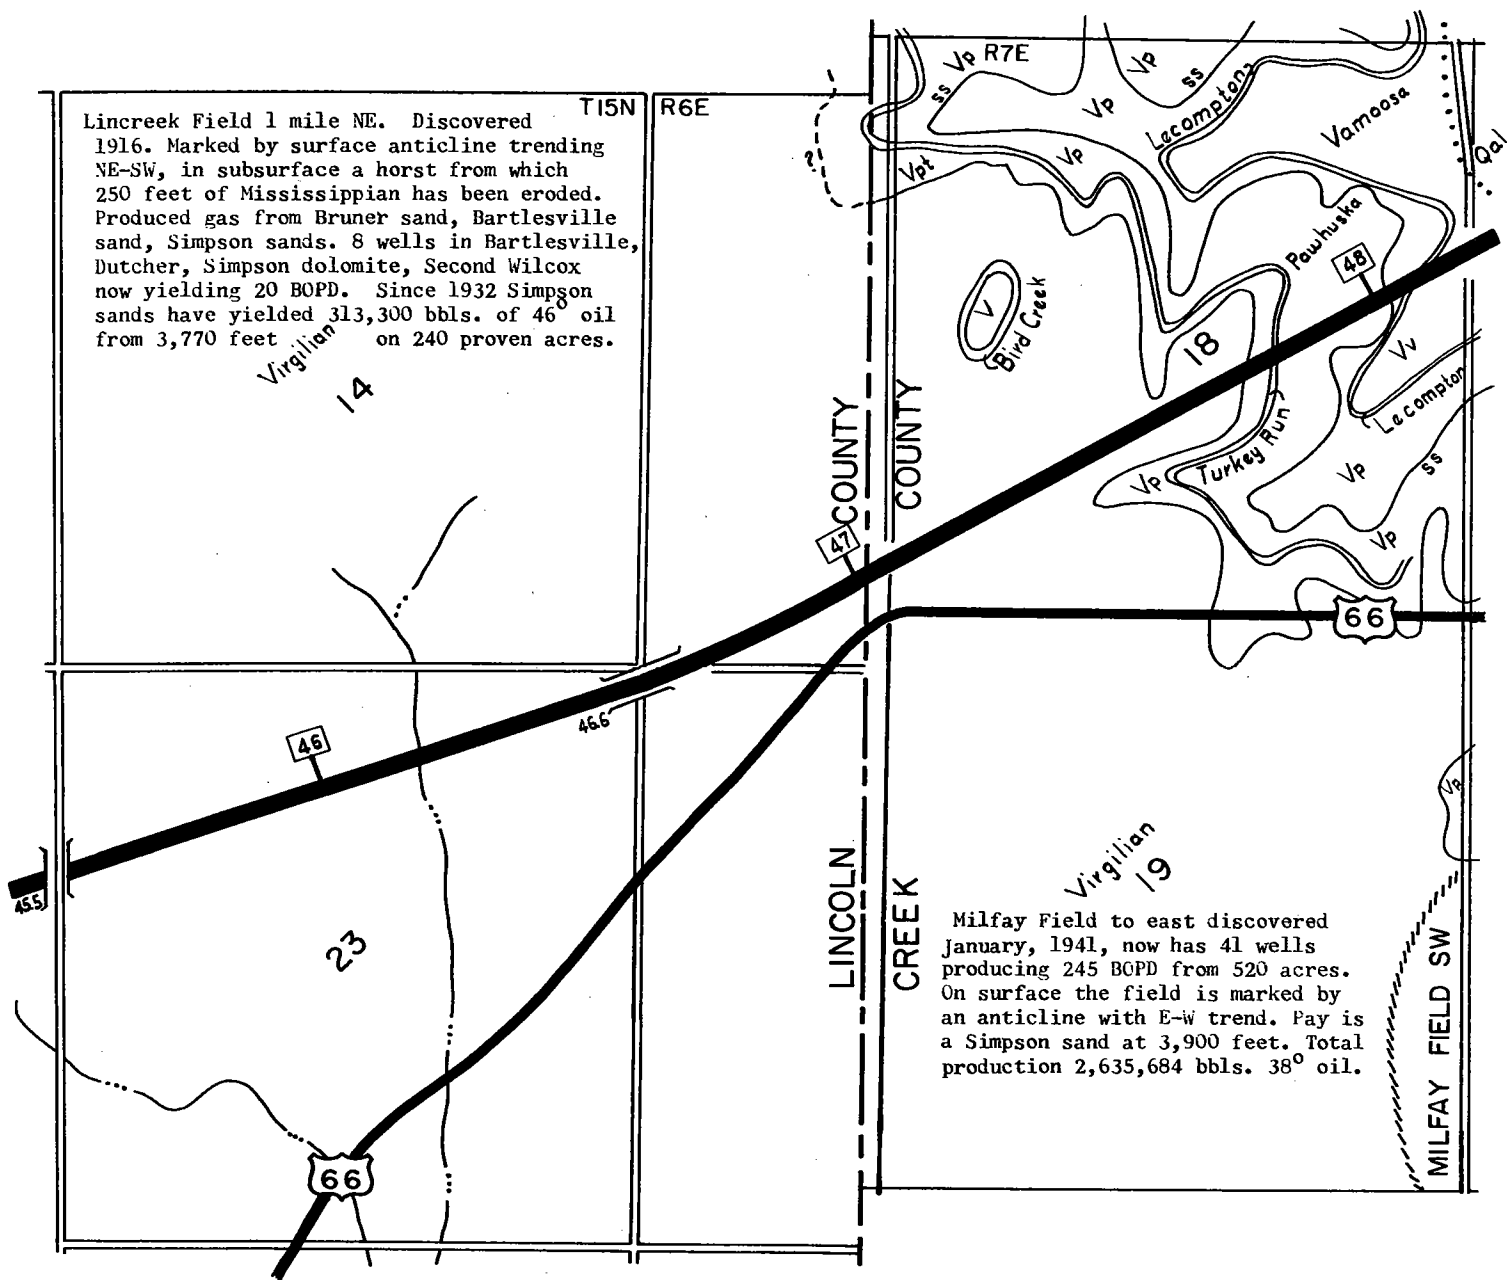 Lincreek Field 1 mile NE. Discovered
1916. Marked by surface anticline trending
NE-SW, in subsurface a horst from which
250 feet of Mississippian has been eroded.
Produced gas from Bruner sand, Bartlesville
sand, Simpson sands. 8 wells in Bartlesville,
Dutcher, Simpson dolomite, Second Wilcox
now yielding 20 BOPD. Since 1932 Simpson
sands have yielded 313,300 bbls. of 46° oil
from 3,770 feet on 240 proven acres.
Virgilian
14
T15N R6E
R7E
Vp
ss
Vp
ss
Vp
Lecompton
Vamoosa
Qal
?
Vpt
Vp
Pawhuska
48
V
Bird Creek
18
Vv
Lecompton
Turkey Run
Vp
Vp
ss
Vp
COUNTY
COUNTY
47
66
46
46.6
45.5
23
66
LINCOLN
CREEK
Vp
Virgilian
19
Milfay Field to east discovered
January, 1941, now has 41 wells
producing 245 BOPD from 520 acres.
On surface the field is marked by
an anticline with E-W trend. Pay is
a Simpson sand at 3,900 feet. Total
production 2,635,684 bbls. 38° oil.
MILFAY FIELD SW